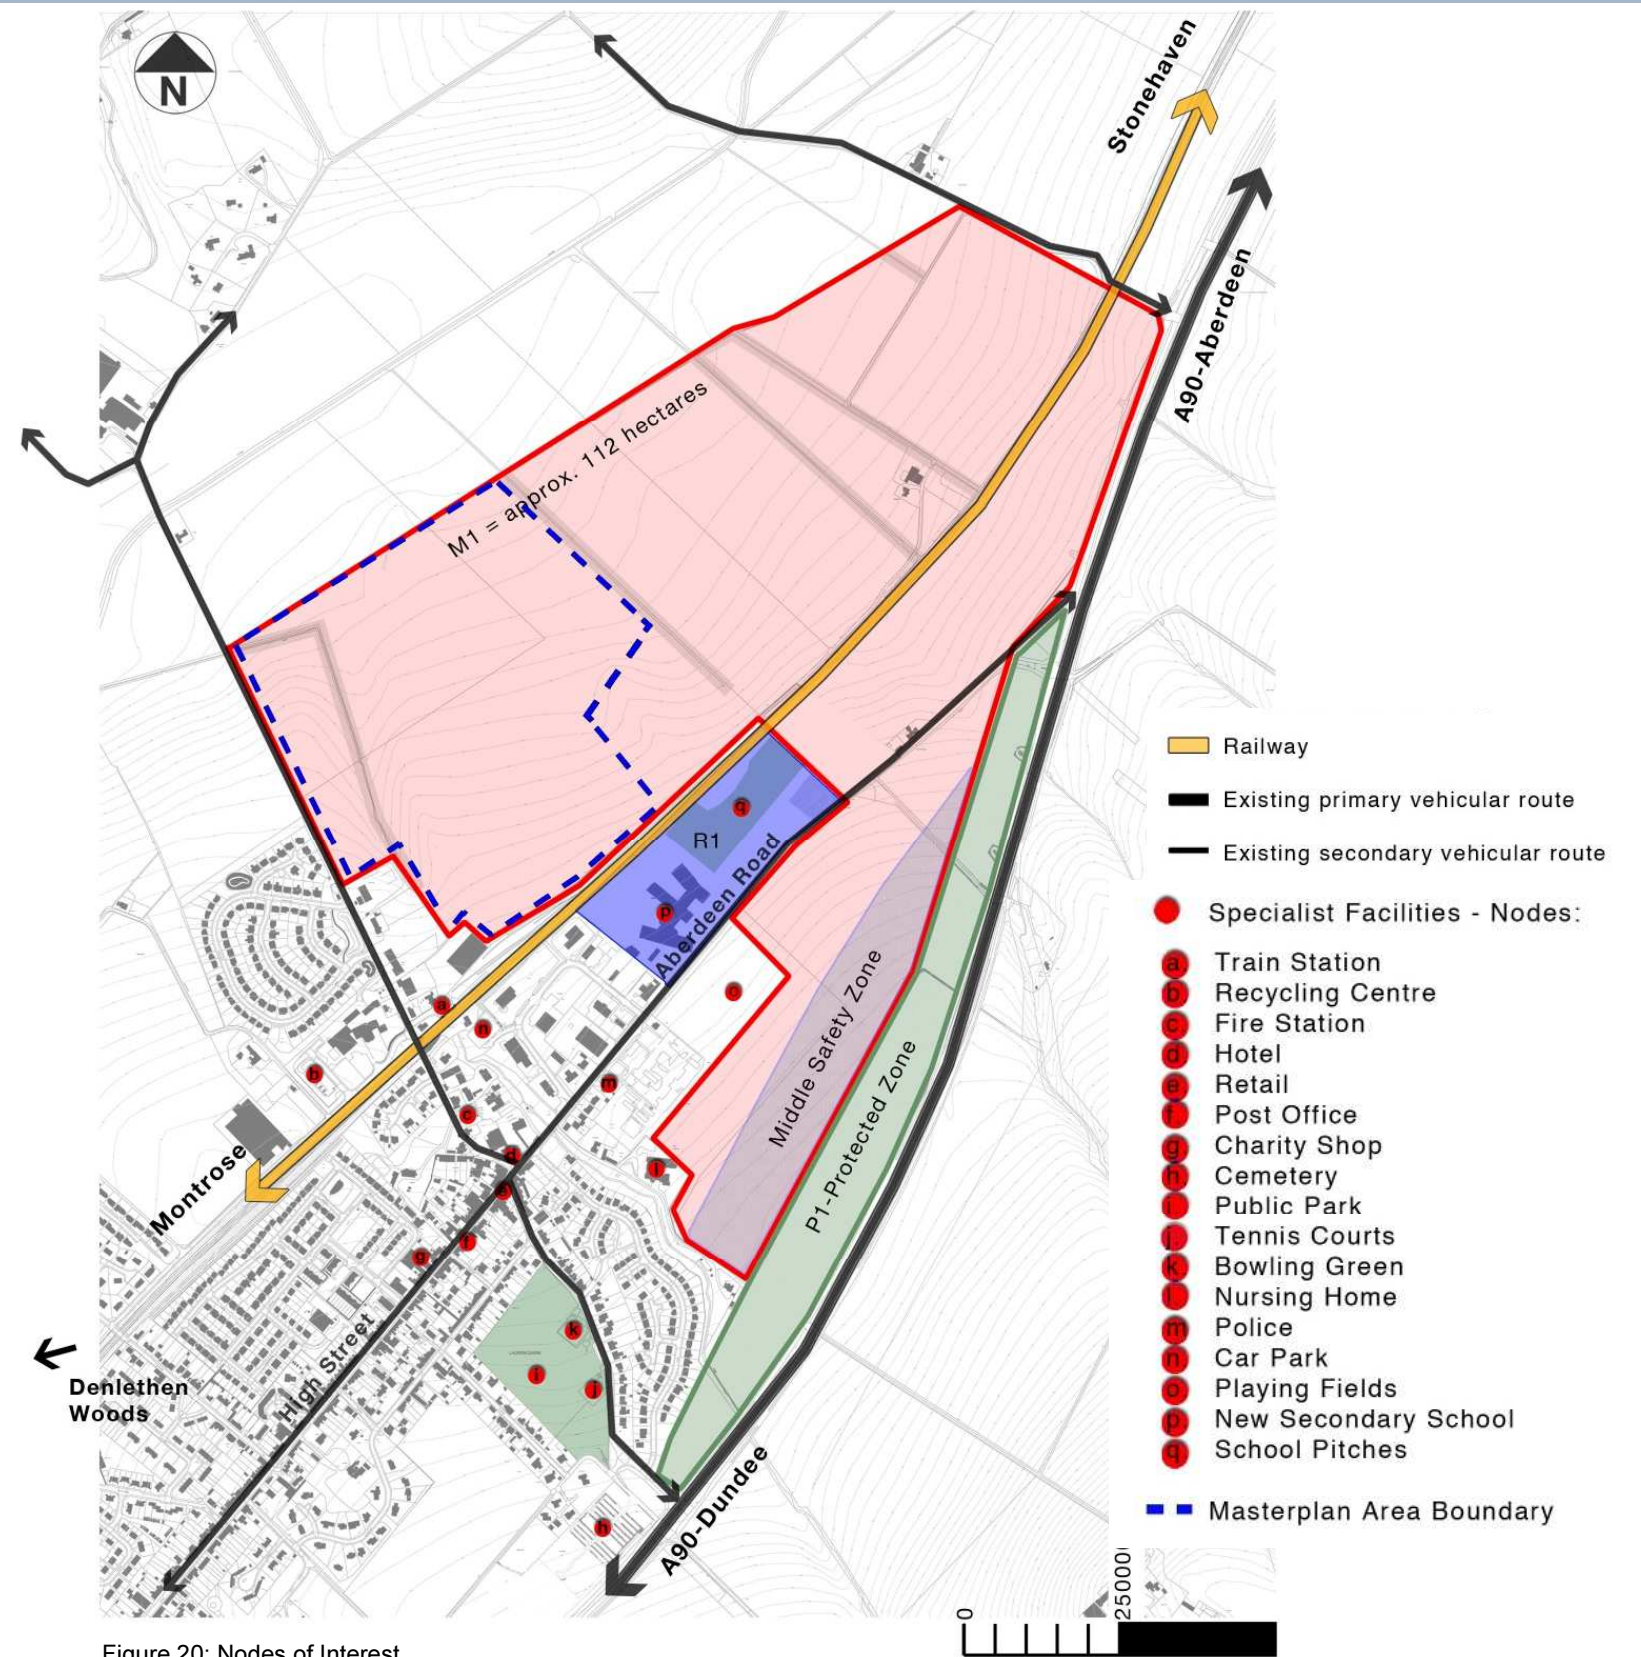 N
Stonehaven
A90-Aberdeen
M1 = approx. 112 hectares
Railway
Existing primary vehicular route
Existing secondary vehicular route
q
R1
Aberdeen Road
p
Specialist Facilities - Nodes:
a. Train Station
b. Recycling Centre
c. Fire Station
d. Hotel
e. Retail
f. Post Office
g. Charity Shop
h. Cemetery
i. Public Park
j. Tennis Courts
k. Bowling Green
l. Nursing Home
m. Police
n. Car Park
o. Playing Fields
p. New Secondary School
q. School Pitches
Masterplan Area Boundary
Middle Safety Zone
P1-Protected Zone
o
a
n
b
m
c
d
l
e
f
g
Montrose
High Street
k
i
j
h
Denlethen
Woods
A90-Dundee
0
25000
Figure 20: Nodes of Interest